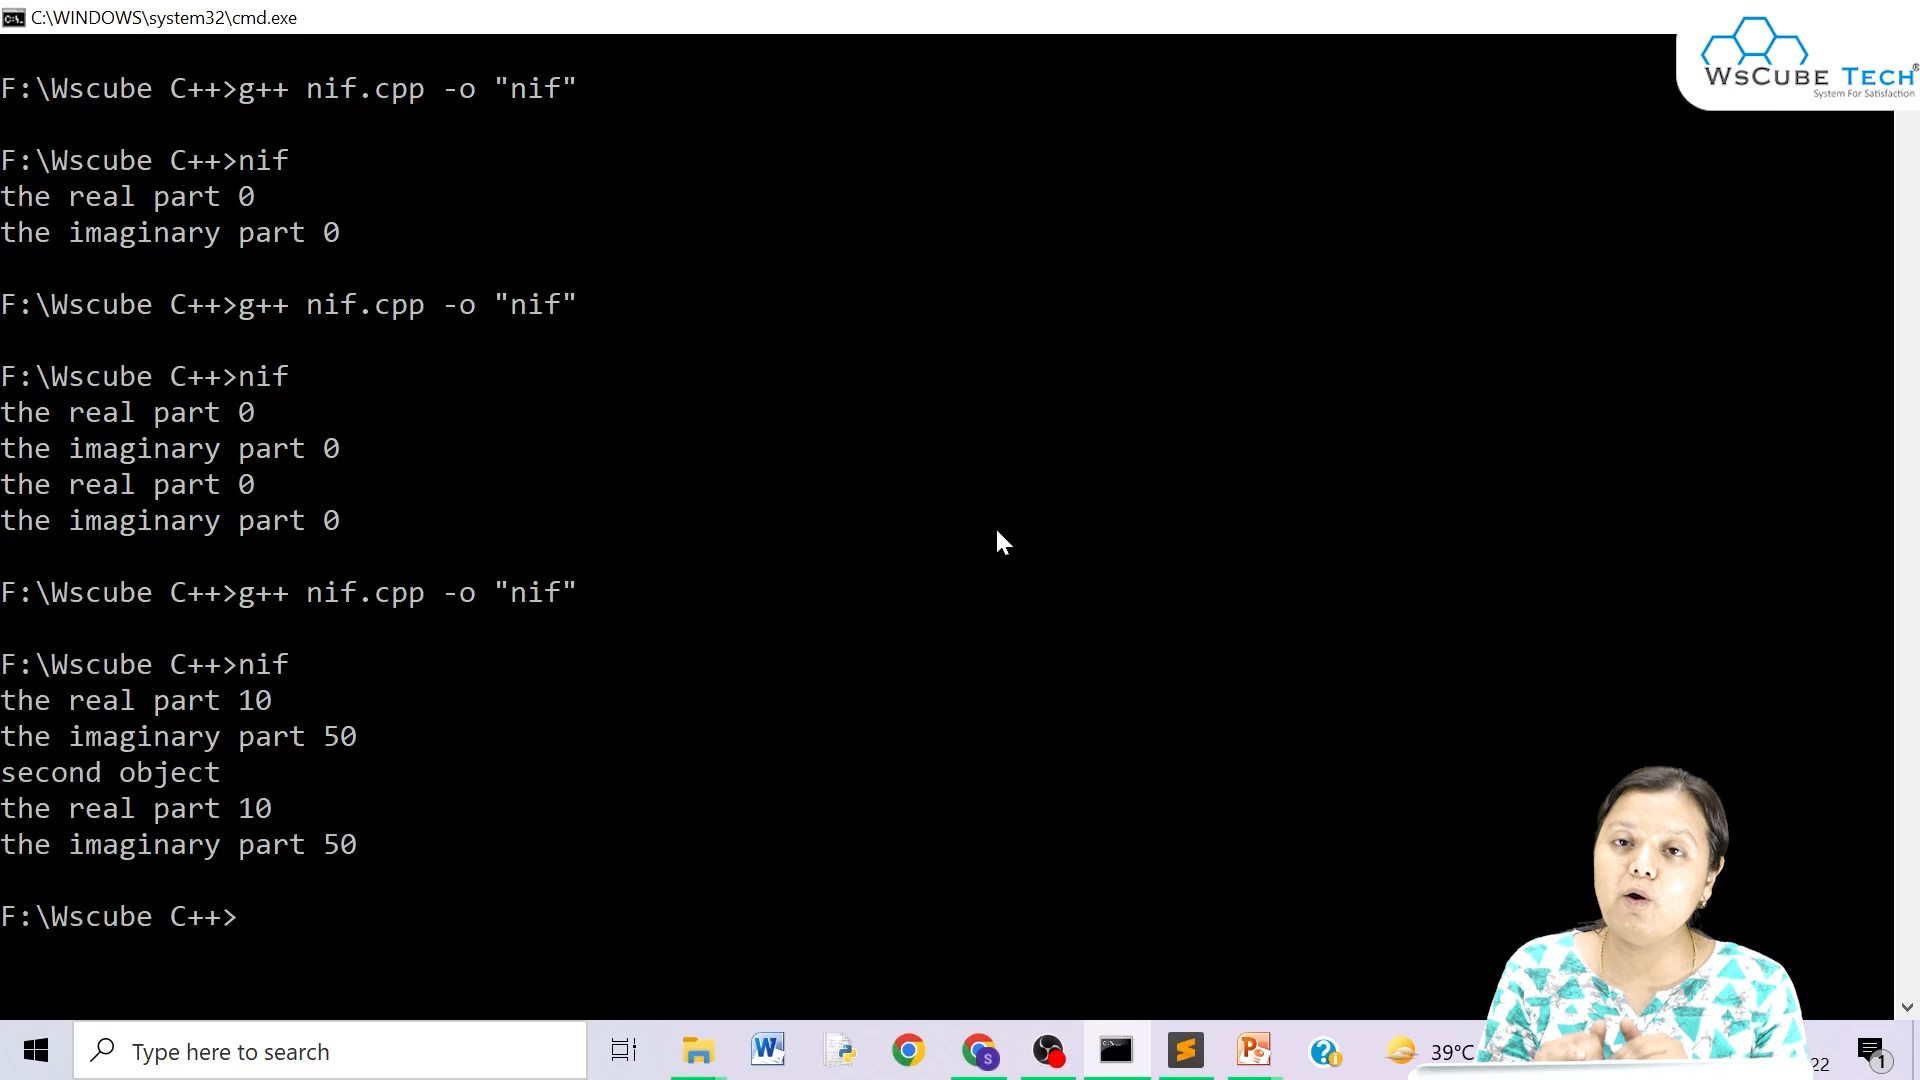 C:\WINDOWS\system32\cmd.exe
WsCube Tech®
System For Satisfaction
F:\Wscube C++>g++ nif.cpp -o "nif"
F:\Wscube C++>nif
the real part 0
the imaginary part 0
F:\Wscube C++>g++ nif.cpp -o "nif"
F:\Wscube C++>nif
the real part 0
the imaginary part 0
the real part 0
the imaginary part 0
F:\Wscube C++>g++ nif.cpp -o "nif"
F:\Wscube C++>nif
the real part 10
the imaginary part 50
second object
the real part 10
the imaginary part 50
F:\Wscube C++>
Type here to search
39°C
22
1